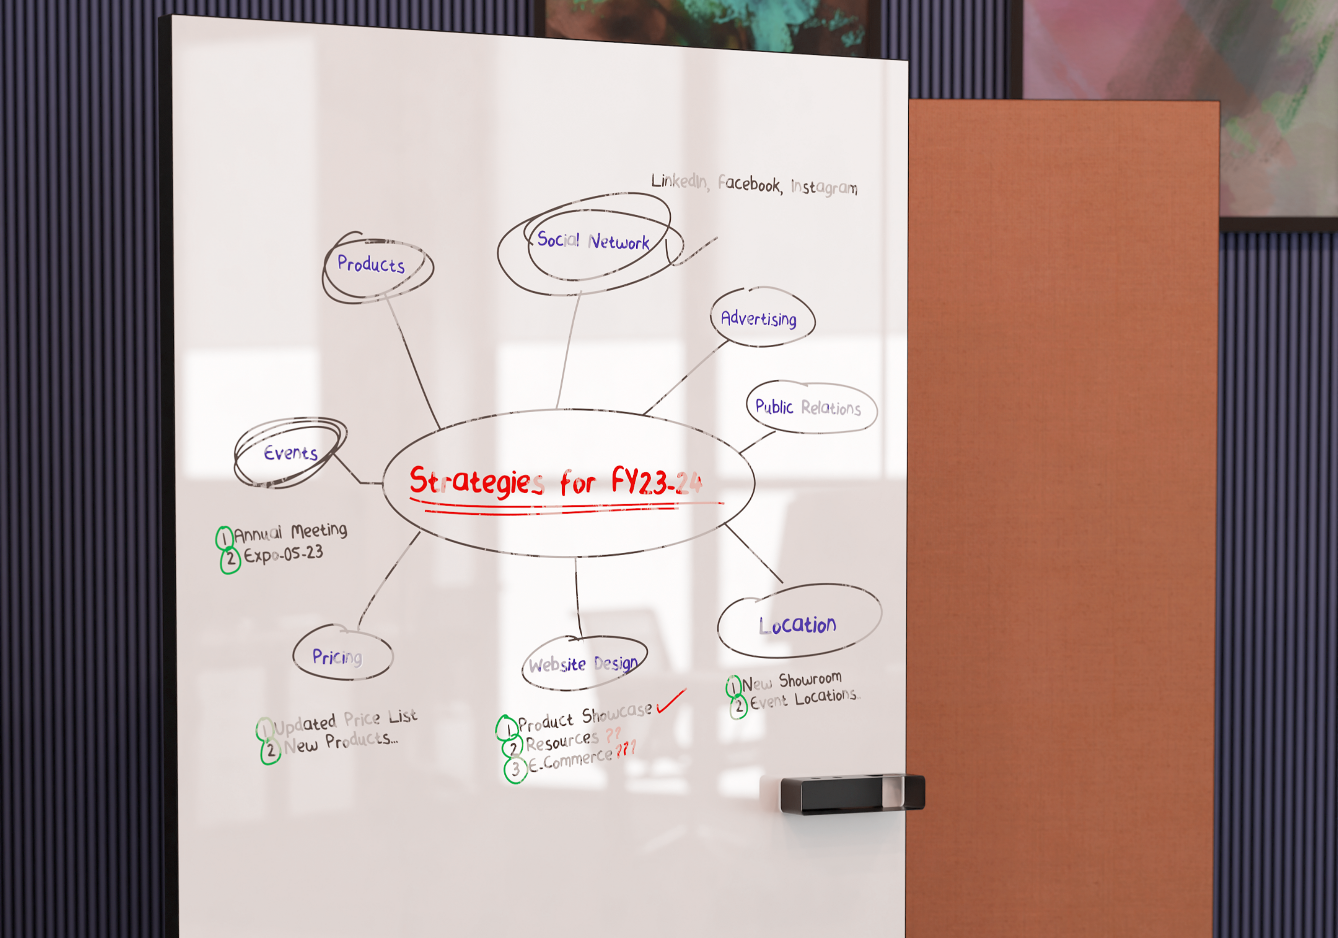 LinkedIn, Facebook, Instagram
Social Network
Products
Advertising
Public Relations
Events
Strategies for FY23-24
1 Annual Meeting
2 Expo-05-23
Location
Pricing
Website Design
1 New Showroom
2 Event Locations..
1 Updated Price List
2 New Products...
1 Product Showcase ✓
2 Resources ??
3 E-Commerce ???